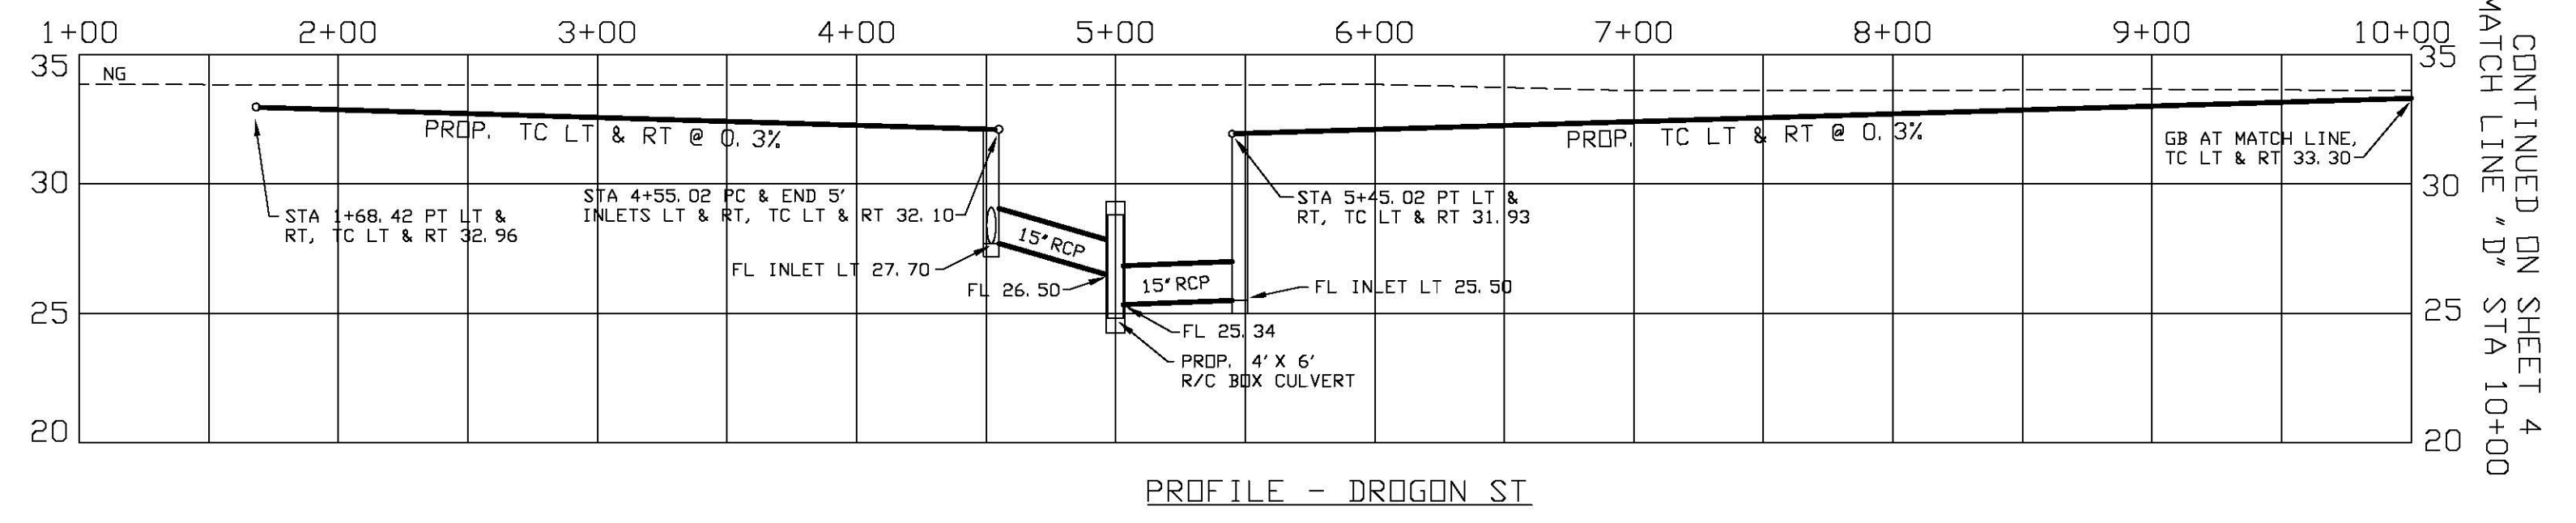 1+00 2+00 3+00 4+00 5+00 6+00 7+00 8+00 9+00 10+00
35
35
NG
PROP. TC LT & RT @ 0.3%
PROP. TC LT & RT @ 0.3%
GB AT MATCH LINE,
TC LT & RT 33.30
30
30
STA 1+68.42 PT LT &
RT, TC LT & RT 32.96
STA 4+55.02 PC & END 5'
INLETS LT & RT, TC LT & RT 32.10
STA 5+45.02 PT LT &
RT, TC LT & RT 31.93
15" RCP
FL INLET LT 27.70
FL 26.50
15" RCP
FL INLET LT 25.50
25
25
FL 25.34
PROP. 4' X 6'
R/C BOX CULVERT
20
20
CONTINUED ON SHEET 4
MATCH LINE "D" STA 10+00
PROFILE - DROGON ST